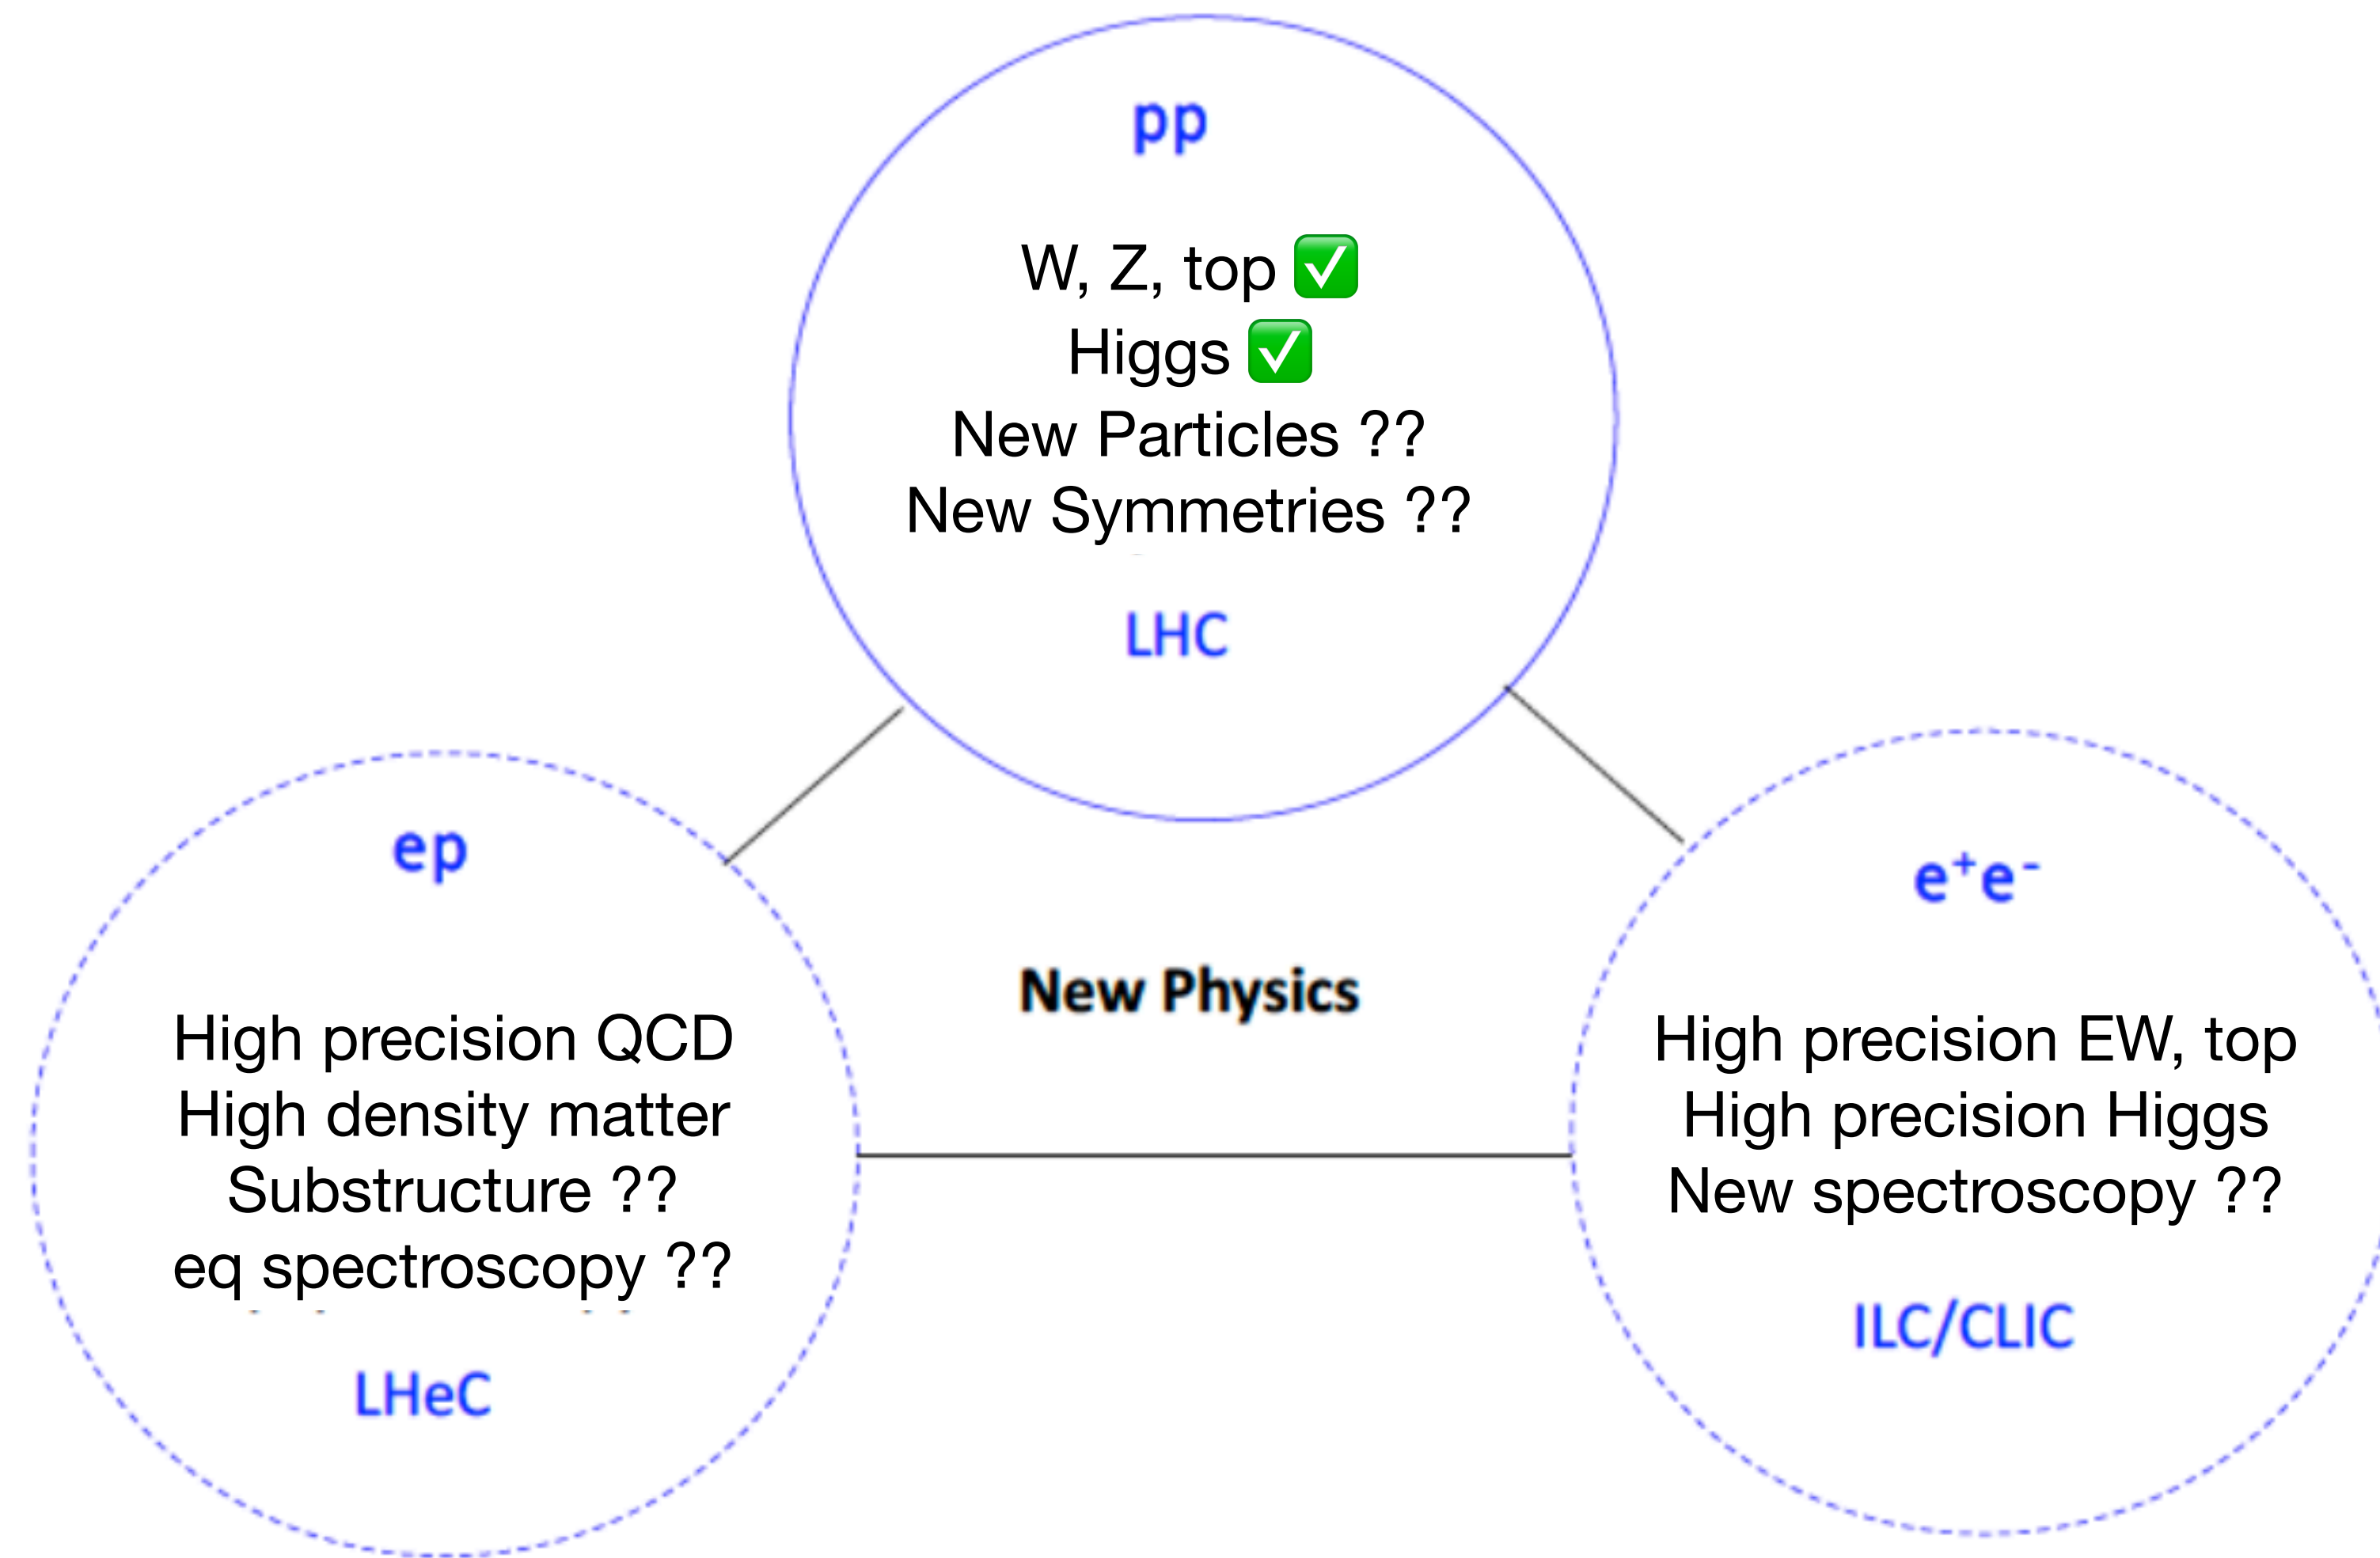 pp
W, Z, top ✅
Higgs ✅
New Particles ??
New Symmetries ??
LHC
ep
High precision QCD
High density matter
Substructure ??
eq spectroscopy ??
LHeC
New Physics
e⁺e⁻
High precision EW, top
High precision Higgs
New spectroscopy ??
ILC/CLIC